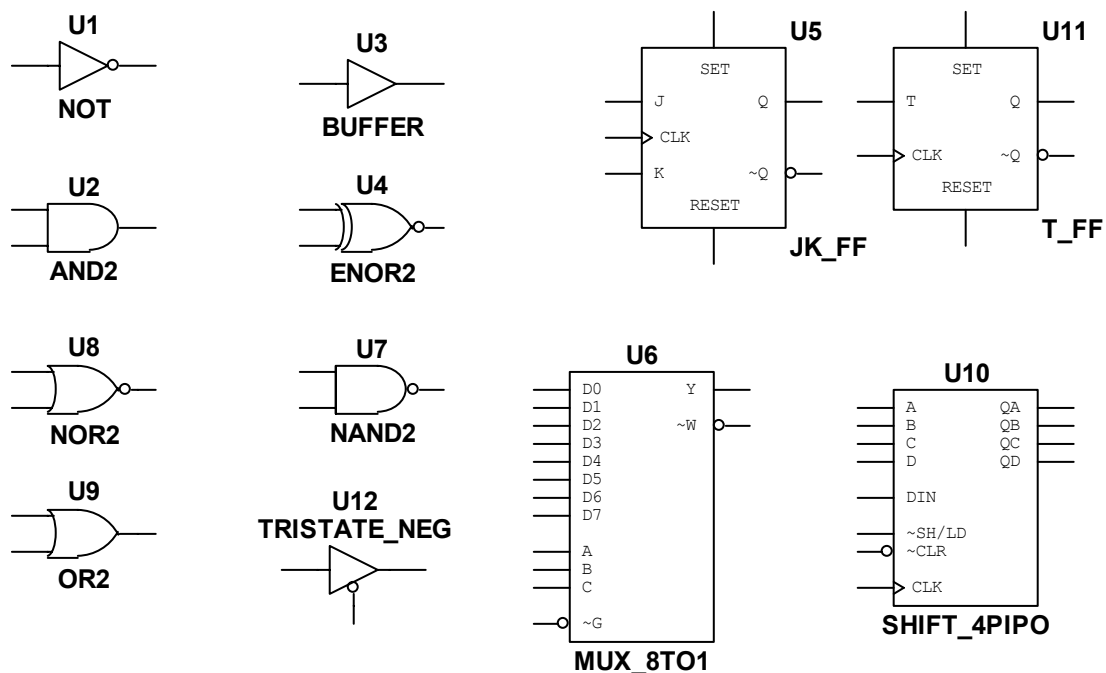 U1
NOT
U3
BUFFER
U2
AND2
U4
ENOR2
U8
NOR2
U7
NAND2
U9
OR2
U12
TRISTATE_NEG
U5
SET
J Q
CLK
K ~Q
RESET
JK_FF
U11
SET
T Q
CLK ~Q
RESET
T_FF
U6
D0 Y
D1
D2 ~W
D3
D4
D5
D6
D7
A
B
C
~G
MUX_8TO1
U10
A QA
B QB
C QC
D QD
DIN
~SH/LD
~CLR
CLK
SHIFT_4PIPO